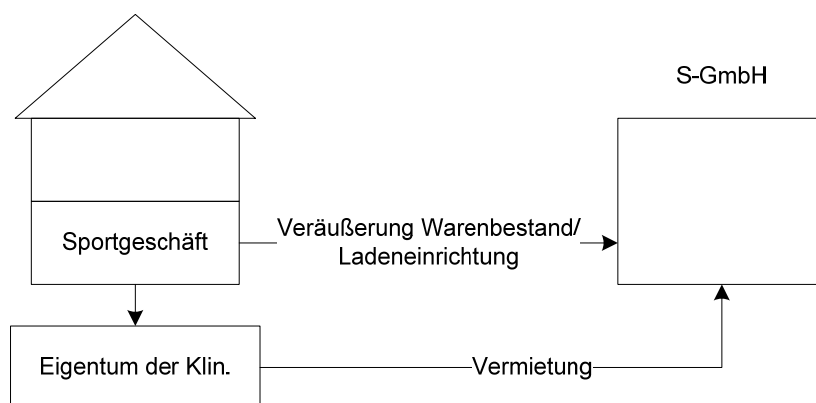 S-GmbH
Sportgeschäft
Veräußerung Warenbestand/
Ladeneinrichtung
Eigentum der Klin.
Vermietung